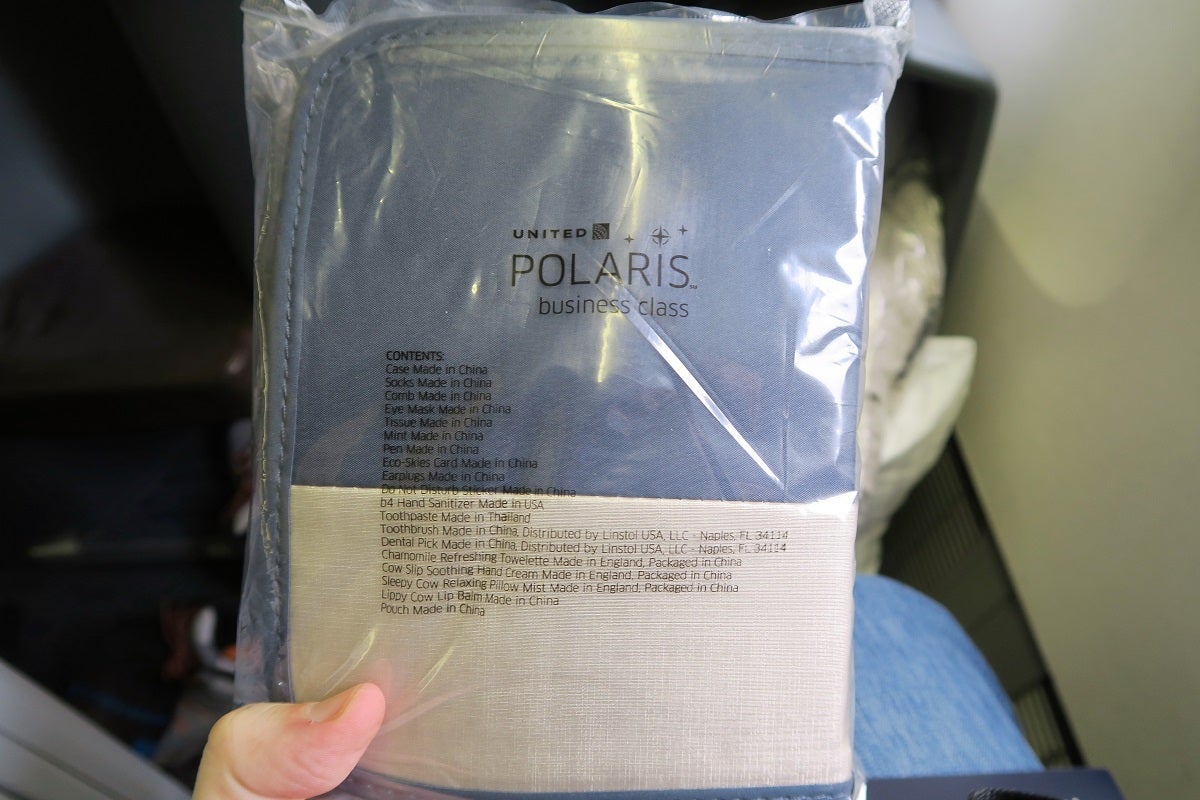 UNITED
POLARIS
business class
CONTENTS:
Case Made in China
Socks Made in China
Comb Made in China
Eye Mask Made in China
Tissue Made in China
Mint Made in China
Pen Made in China
Eco-Skies Card Made in China
Earplugs Made in China
Do Not Disturb Sticker Made in China
b4 Hand Sanitizer Made in USA
Toothpaste Made in Thailand
Toothbrush Made in China, Distributed by Linstol USA, LLC - Naples, FL 34114
Dental Pick Made in China, Distributed by Linstol USA, LLC - Naples, FL 34114
Chamomile Refreshing Towelette Made in England, Packaged in China
Cow Slip Soothing Hand Cream Made in England, Packaged in China
Sleepy Cow Relaxing Pillow Mist Made in England, Packaged in China
Lippy Cow Lip Balm Made in China
Pouch Made in China